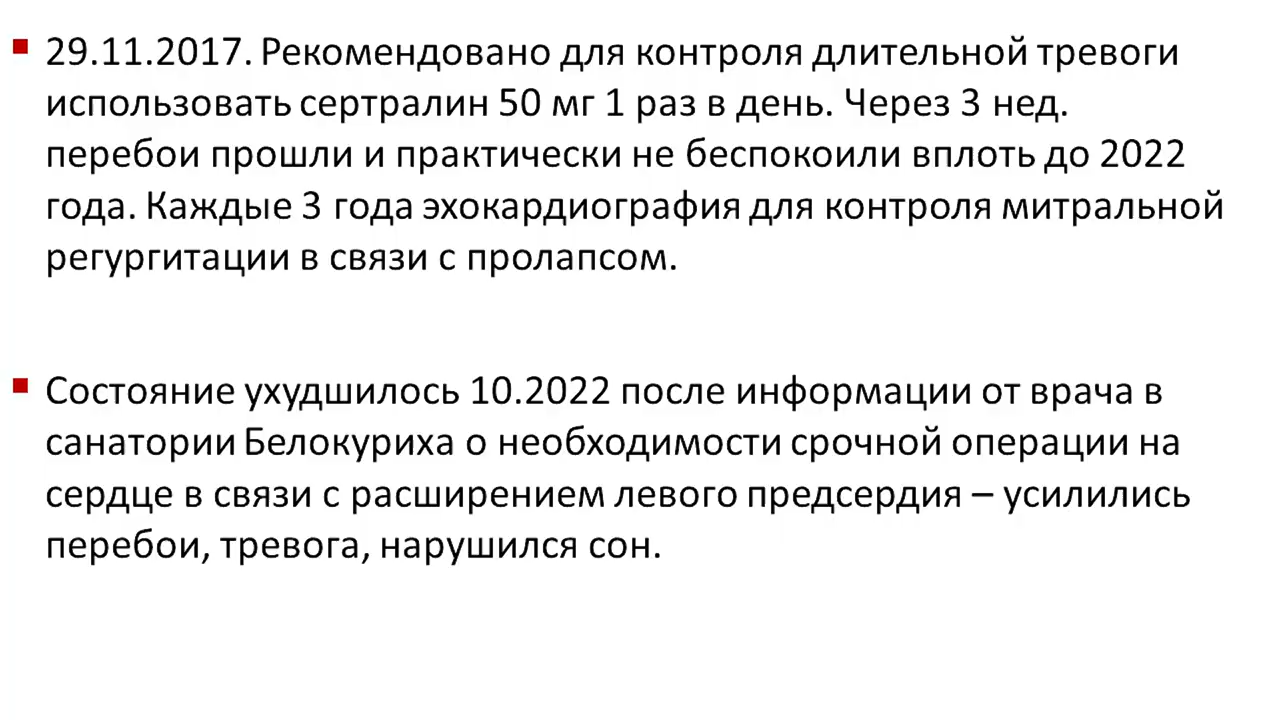 29.11.2017. Рекомендовано для контроля длительной тревоги
использовать сертралин 50 мг 1 раз в день. Через 3 нед.
перебои прошли и практически не беспокоили вплоть до 2022
года. Каждые 3 года эхокардиография для контроля митральной
регургитации в связи с пролапсом.
Состояние ухудшилось 10.2022 после информации от врача в
санатории Белокуриха о необходимости срочной операции на
сердце в связи с расширением левого предсердия – усилились
перебои, тревога, нарушился сон.